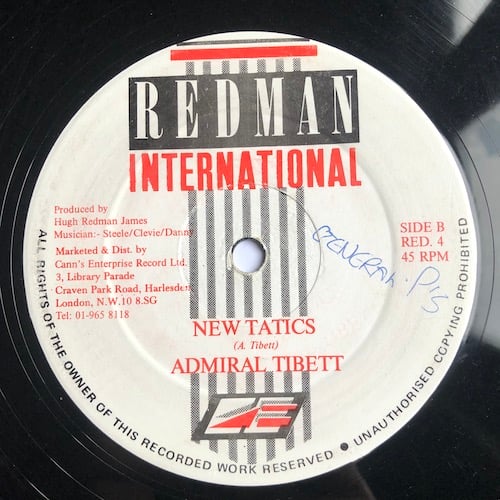 REDMAN
INTERNATIONAL
Produced by
Hugh Redman James
Musician:- Steele/Clevie/Danny
Marketed & Dist. by
Cann's Enterprise Record Ltd.
3, Library Parade
Craven Park Road, Harlesden
London, N.W.10 8.SG
Tel: 01-965 8118
SIDE B
RED. 4
45 RPM
GENERAL. P'S
NEW TATICS
(A. Tibett)
ADMIRAL TIBETT
CE
ALL RIGHTS OF THE OWNER OF THIS RECORDED WORK RESERVED ● UNAUTHORISED COPYING PROHIBITED